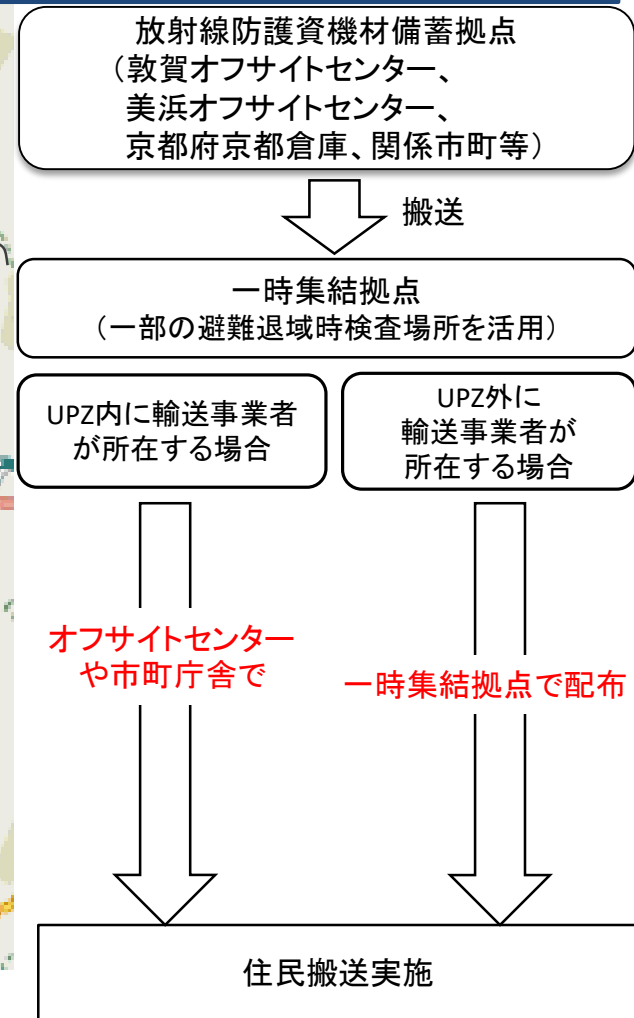 放射線防護資機材備蓄拠点
（敦賀オフサイトセンター、
美浜オフサイトセンター、
京都府京都倉庫、関係市町等）
搬送
一時集結拠点
（一部の避難退域時検査場所を活用）
UPZ内に輸送事業者
が所在する場合
UPZ外に
輸送事業者が
所在する場合
オフサイトセンター
や市町庁舎で
一時集結拠点で配布
住民搬送実施